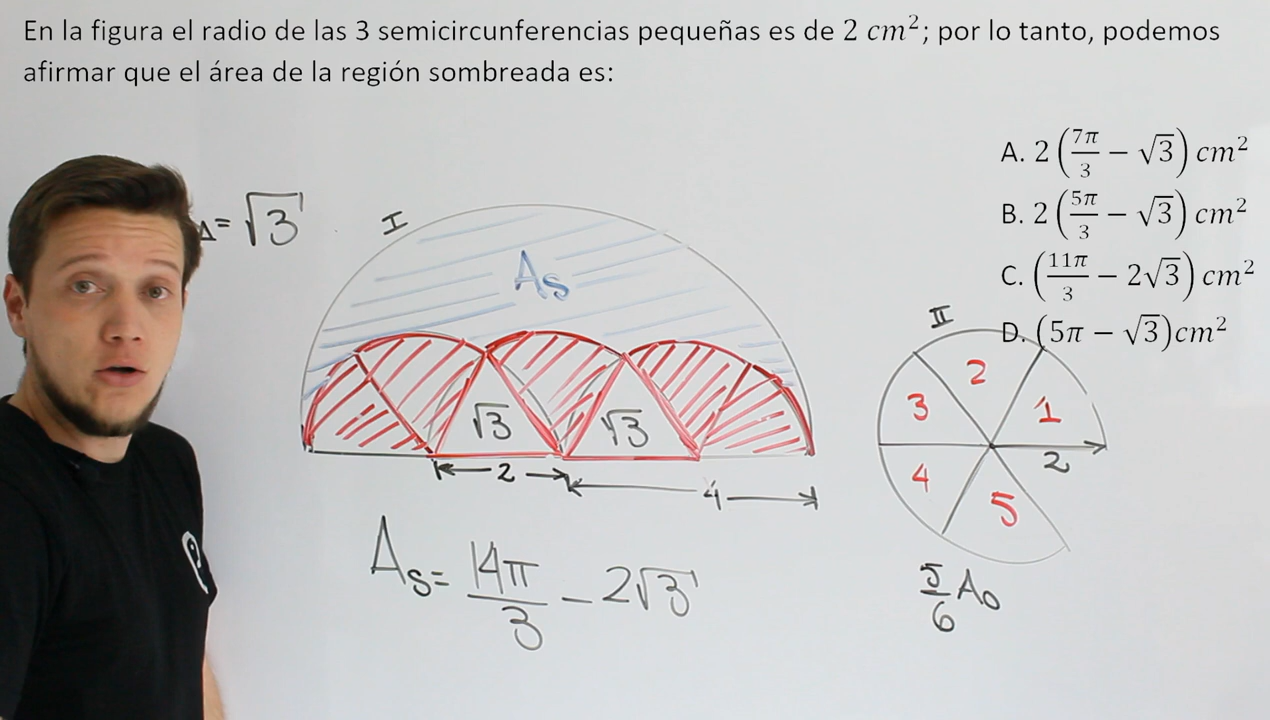 En la figura el radio de las 3 semicircunferencias pequeñas es de 2 cm²; por lo tanto, podemos
afirmar que el área de la región sombreada es:
A. 2 (7π/3 − √3) cm²
B. 2 (5π/3 − √3) cm²
C. (11π/3 − 2√3) cm²
D. (5π − √3)cm²
Δ= √3
I
As
√3
√3
2
4
As= 14π/3 − 2√3
II
2
3
1
2
4
5
5/6 A○